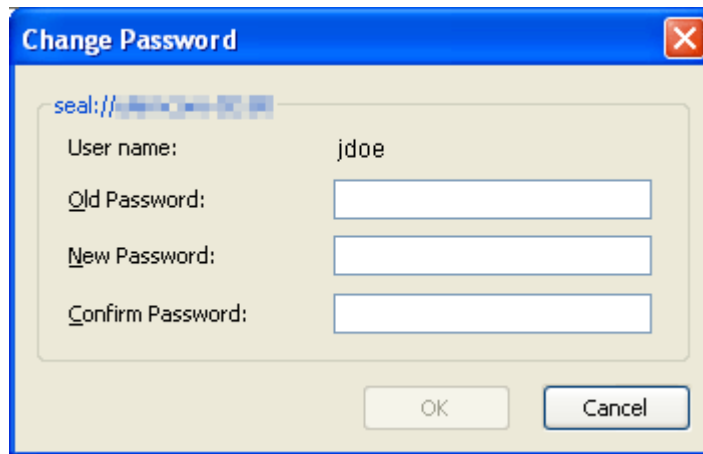 Change Password
seal://
User name: jdoe
Old Password:
New Password:
Confirm Password:
OK Cancel